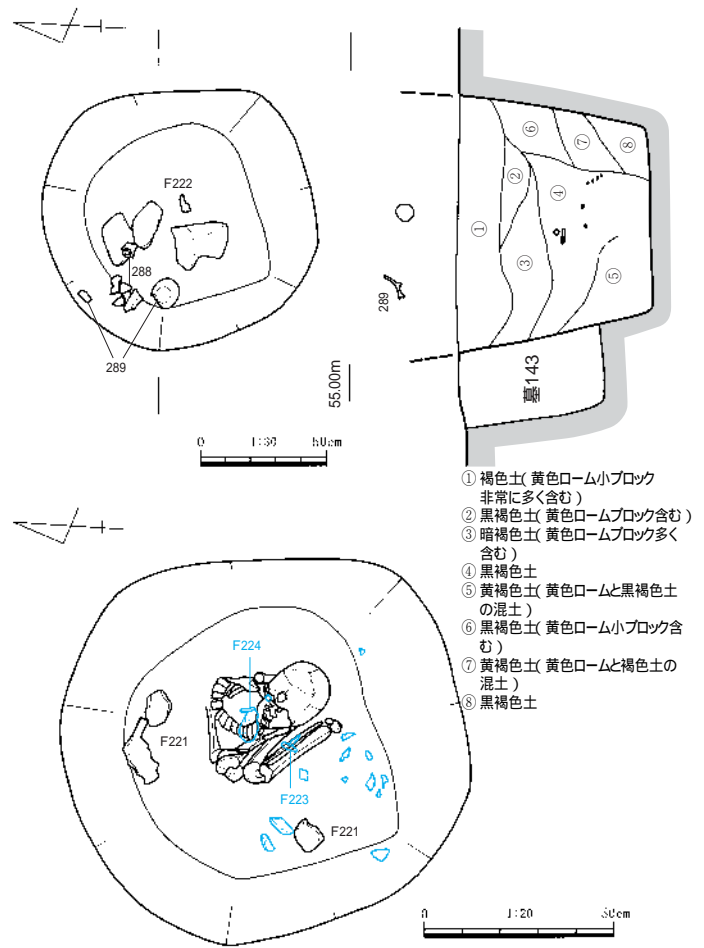 F222
288
289
289
55.00m
墓143
①
②
③
④
⑤
⑥
⑦
⑧
0 1:30 50cm
① 褐色土(黄色ローム小ブロック
非常に多く含む)
② 黒褐色土(黄色ロームブロック含む)
③ 暗褐色土(黄色ロームブロック多く
含む)
④ 黒褐色土
⑤ 黄褐色土(黄色ロームと黒褐色土
の混土)
⑥ 黒褐色土(黄色ローム小ブロック含
む)
⑦ 黄褐色土(黄色ロームと褐色土の
混土)
⑧ 黒褐色土
F224
F221
F223
F221
0 1:20 50cm